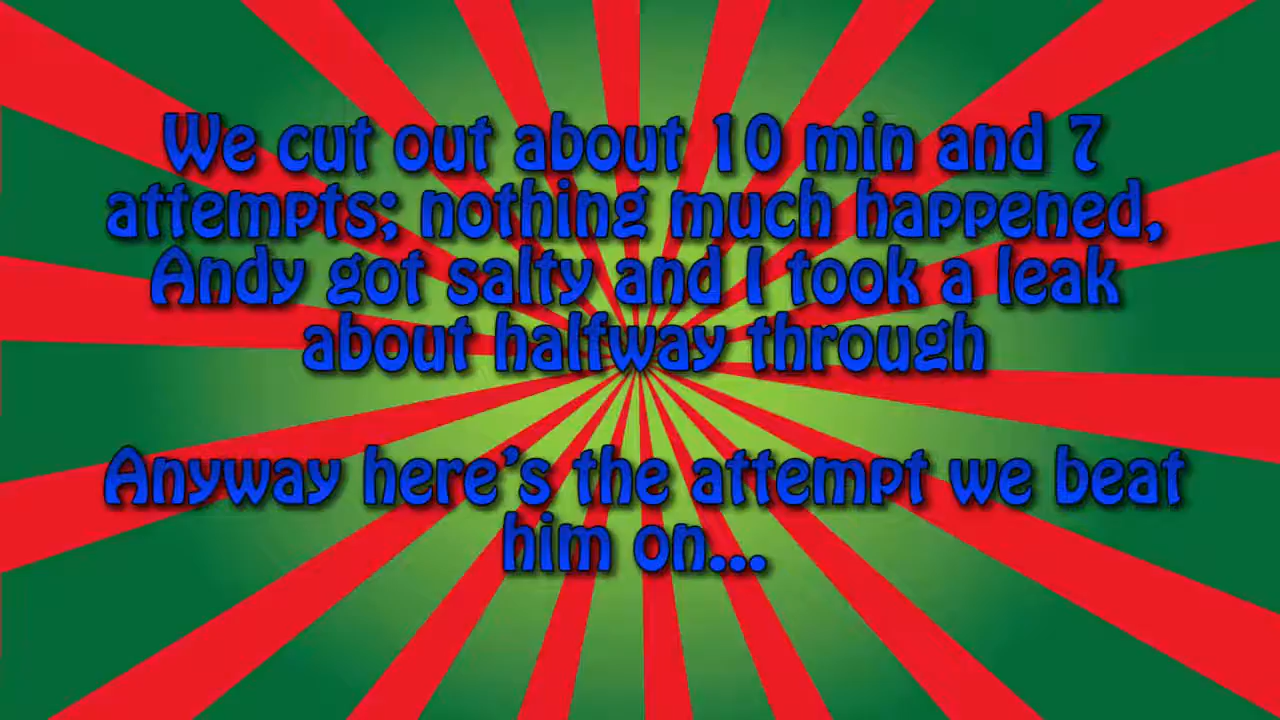 We cut out about 10 min and 7
attempts; nothing much happened,
Andy got salty and I took a leak
about halfway through
Anyway here's the attempt we beat
him on...